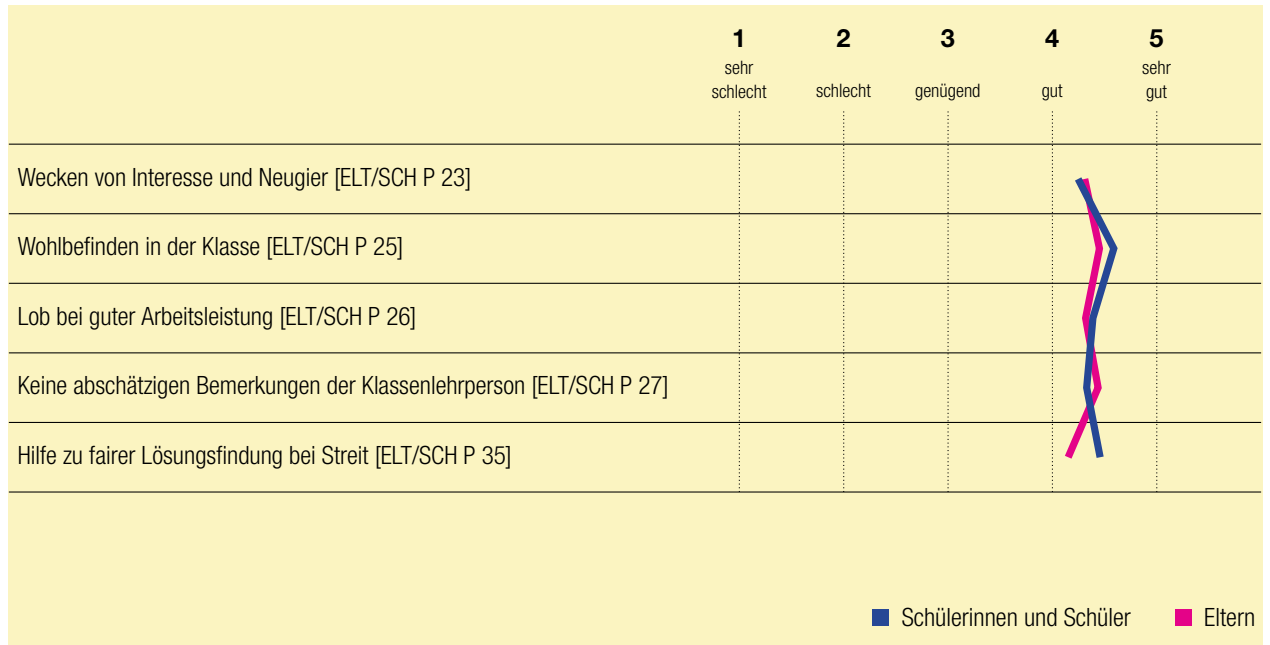 1 2 3 4 5
sehr schlecht schlecht genügend gut sehr gut
Wecken von Interesse und Neugier [ELT/SCH P 23]
Wohlbefinden in der Klasse [ELT/SCH P 25]
Lob bei guter Arbeitsleistung [ELT/SCH P 26]
Keine abschätzigen Bemerkungen der Klassenlehrperson [ELT/SCH P 27]
Hilfe zu fairer Lösungsfindung bei Streit [ELT/SCH P 35]
Schülerinnen und Schüler Eltern